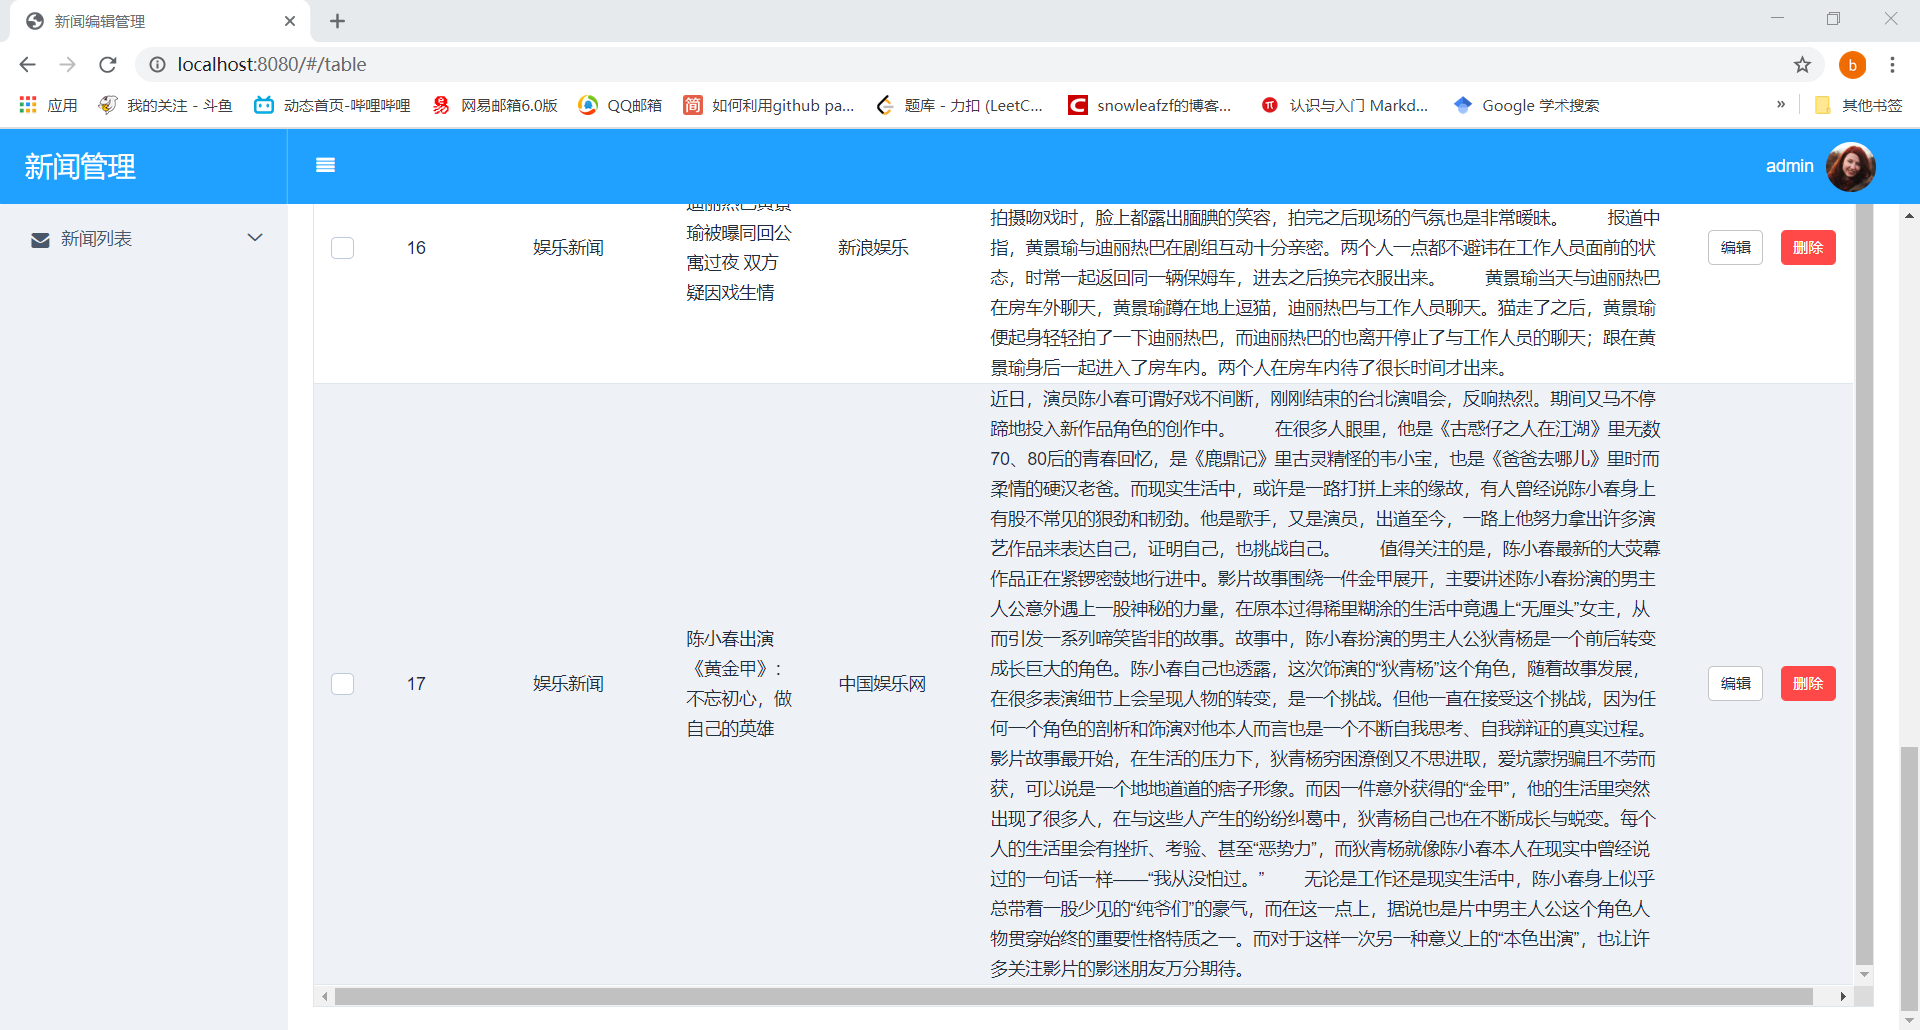 新闻编辑管理
localhost:8080/#/table
b
应用
我的关注 - 斗鱼
动态首页-哔哩哔哩
网易邮箱6.0版
QQ邮箱
简
如何利用github pa...
题库 - 力扣 (LeetC...
snowleafzf的博客...
认识与入门 Markd...
Google 学术搜索
»
其他书签
新闻管理
admin
新闻列表
16
娱乐新闻
迪丽热巴黄景
瑜被曝同回公
寓过夜 双方
疑因戏生情
新浪娱乐
拍摄吻戏时，脸上都露出腼腆的笑容，拍完之后现场的气氛也是非常暧昧。 报道中
指，黄景瑜与迪丽热巴在剧组互动十分亲密。两个人一点都不避讳在工作人员面前的状
态，时常一起返回同一辆保姆车，进去之后换完衣服出来。 黄景瑜当天与迪丽热巴
在房车外聊天，黄景瑜蹲在地上逗猫，迪丽热巴与工作人员聊天。猫走了之后，黄景瑜
便起身轻轻拍了一下迪丽热巴，而迪丽热巴的也离开停止了与工作人员的聊天；跟在黄
景瑜身后一起进入了房车内。两个人在房车内待了很长时间才出来。
编辑
删除
17
娱乐新闻
陈小春出演
《黄金甲》：
不忘初心，做
自己的英雄
中国娱乐网
近日，演员陈小春可谓好戏不间断，刚刚结束的台北演唱会，反响热烈。期间又马不停
蹄地投入新作品角色的创作中。 在很多人眼里，他是《古惑仔之人在江湖》里无数
70、80后的青春回忆，是《鹿鼎记》里古灵精怪的韦小宝，也是《爸爸去哪儿》里时而
柔情的硬汉老爸。而现实生活中，或许是一路打拼上来的缘故，有人曾经说陈小春身上
有股不常见的狠劲和韧劲。他是歌手，又是演员，出道至今，一路上他努力拿出许多演
艺作品来表达自己，证明自己，也挑战自己。 值得关注的是，陈小春最新的大荧幕
作品正在紧锣密鼓地行进中。影片故事围绕一件金甲展开，主要讲述陈小春扮演的男主
人公意外遇上一股神秘的力量，在原本过得稀里糊涂的生活中竟遇上“无厘头”女主，从
而引发一系列啼笑皆非的故事。故事中，陈小春扮演的男主人公狄青杨是一个前后转变
成长巨大的角色。陈小春自己也透露，这次饰演的“狄青杨”这个角色，随着故事发展，
在很多表演细节上会呈现人物的转变，是一个挑战。但他一直在接受这个挑战，因为任
何一个角色的剖析和饰演对他本人而言也是一个不断自我思考、自我辩证的真实过程。
影片故事最开始，在生活的压力下，狄青杨穷困潦倒又不思进取，爱坑蒙拐骗且不劳而
获，可以说是一个地地道道的痞子形象。而因一件意外获得的“金甲”，他的生活里突然
出现了很多人，在与这些人产生的纷纷纠葛中，狄青杨自己也在不断成长与蜕变。每个
人的生活里会有挫折、考验、甚至“恶势力”，而狄青杨就像陈小春本人在现实中曾经说
过的一句话一样——“我从没怕过。” 无论是工作还是现实生活中，陈小春身上似乎
总带着一股少见的“纯爷们”的豪气，而在这一点上，据说也是片中男主人公这个角色人
物贯穿始终的重要性格特质之一。而对于这样一次另一种意义上的“本色出演”，也让许
多关注影片的影迷朋友万分期待。
编辑
删除